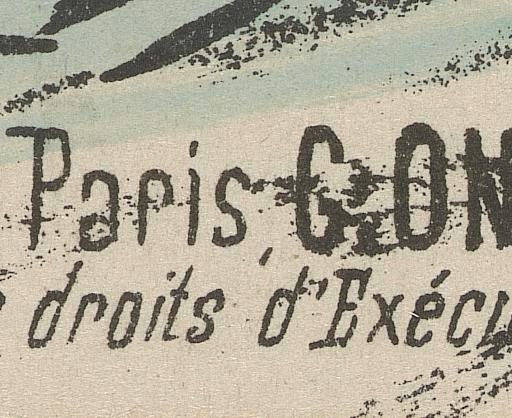 Paris, G. ON
droits d'Exécu